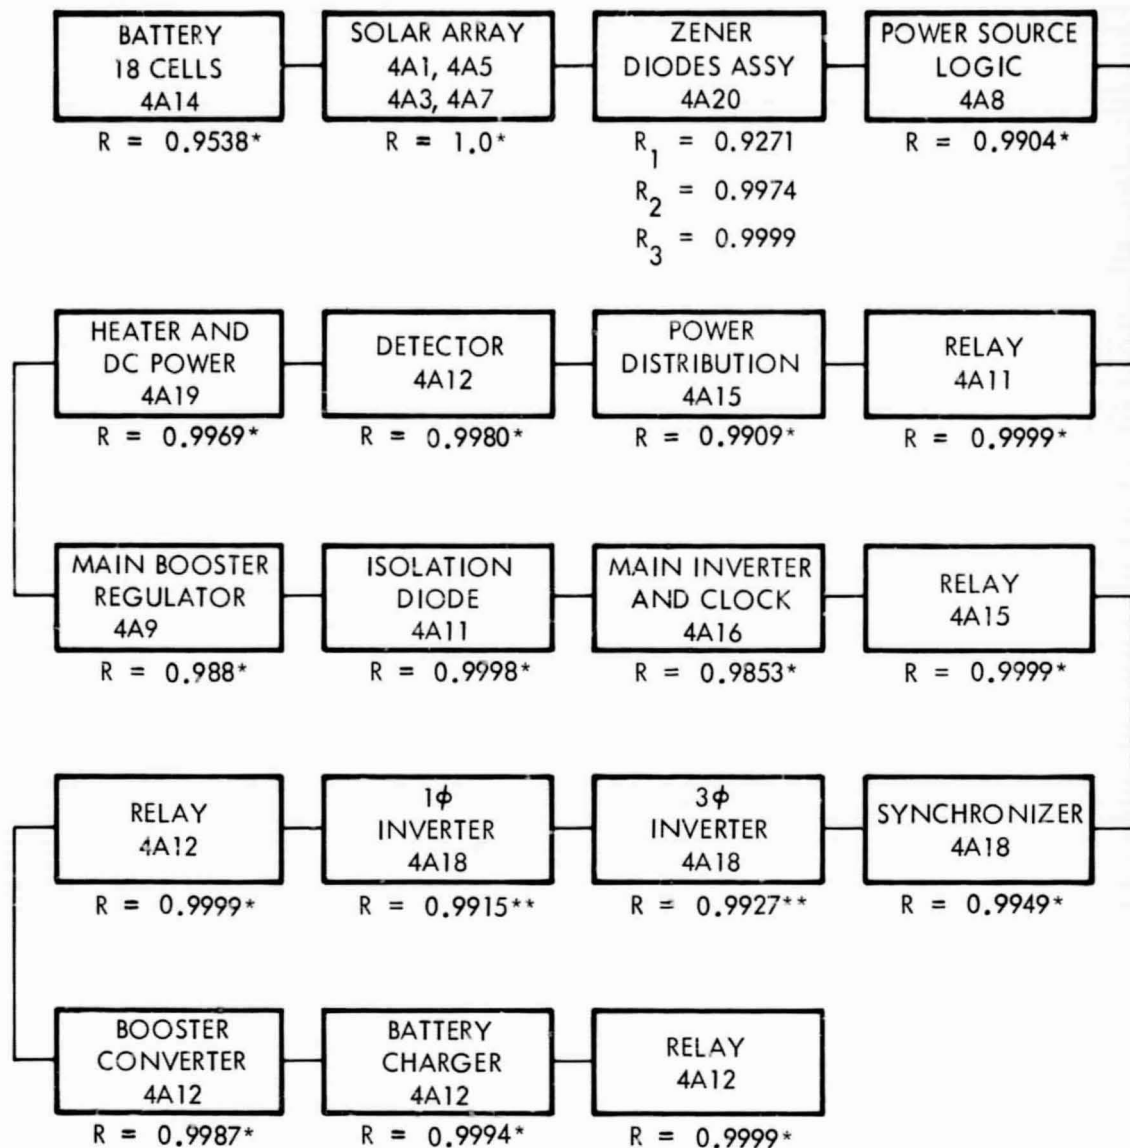 BATTERY
18 CELLS
4A14
R = 0.9538*
SOLAR ARRAY
4A1, 4A5
4A3, 4A7
R = 1.0*
ZENER
DIODES ASSY
4A20
R1 = 0.9271
R2 = 0.9974
R3 = 0.9999
POWER SOURCE
LOGIC
4A8
R = 0.9904*
HEATER AND
DC POWER
4A19
R = 0.9969*
DETECTOR
4A12
R = 0.9980*
POWER
DISTRIBUTION
4A15
R = 0.9909*
RELAY
4A11
R = 0.9999*
MAIN BOOSTER
REGULATOR
4A9
R = 0.988*
ISOLATION
DIODE
4A11
R = 0.9998*
MAIN INVERTER
AND CLOCK
4A16
R = 0.9853*
RELAY
4A15
R = 0.9999*
RELAY
4A12
R = 0.9999*
1ϕ
INVERTER
4A18
R = 0.9915**
3ϕ
INVERTER
4A18
R = 0.9927**
SYNCHRONIZER
4A18
R = 0.9949*
BOOSTER
CONVERTER
4A12
R = 0.9987*
BATTERY
CHARGER
4A12
R = 0.9994*
RELAY
4A12
R = 0.9999*